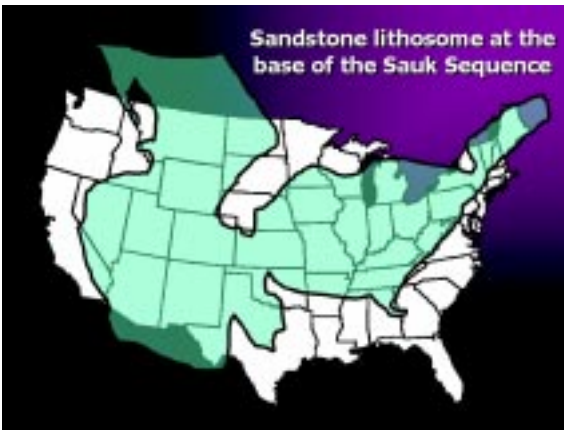 Sandstone lithosome at the
base of the Sauk Sequence